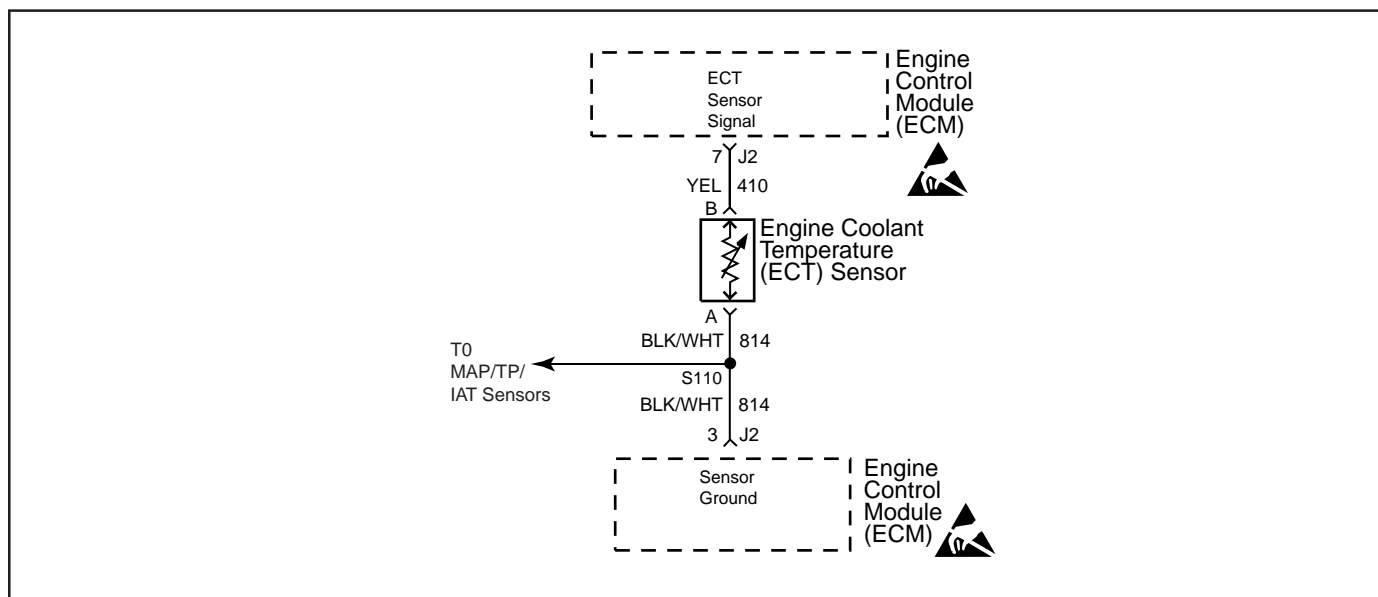 ECT
Sensor
Signal
Engine
Control
Module
(ECM)
7 J2
YEL 410
B
Engine Coolant
Temperature
(ECT) Sensor
A
BLK/WHT 814
T0
MAP/TP/
IAT Sensors
S110
BLK/WHT 814
3 J2
Sensor
Ground
Engine
Control
Module
(ECM)